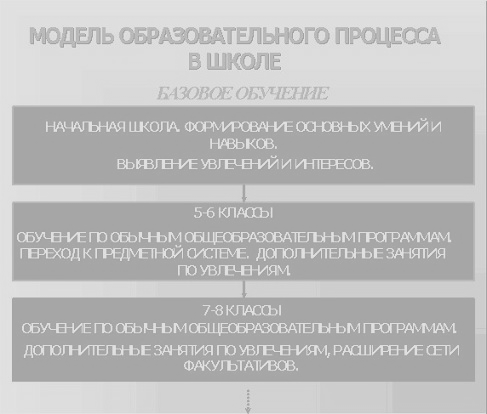 МОДЕЛЬ ОБРАЗОВАТЕЛЬНОГО ПРОЦЕССА
В ШКОЛЕ
БАЗОВОЕ ОБУЧЕНИЕ
НАЧАЛЬНАЯ ШКОЛА. ФОРМИРОВАНИЕ ОСНОВНЫХ УМЕНИЙ И
НАВЫКОВ.
ВЫЯВЛЕНИЕ УВЛЕЧЕНИЙ И ИНТЕРЕСОВ.
5-6 КЛАССЫ
ОБУЧЕНИЕ ПО ОБЫЧНЫМ ОБЩЕОБРАЗОВАТЕЛЬНЫМ ПРОГРАММАМ.
ПЕРЕХОД К ПРЕДМЕТНОЙ СИСТЕМЕ. ДОПОЛНИТЕЛЬНЫЕ ЗАНЯТИЯ
ПО УВЛЕЧЕНИЯМ.
7-8 КЛАССЫ
ОБУЧЕНИЕ ПО ОБЫЧНЫМ ОБЩЕОБРАЗОВАТЕЛЬНЫМ ПРОГРАММАМ.
ДОПОЛНИТЕЛЬНЫЕ ЗАНЯТИЯ ПО УВЛЕЧЕНИЯМ, РАСШИРЕНИЕ СЕТИ
ФАКУЛЬТАТИВОВ.